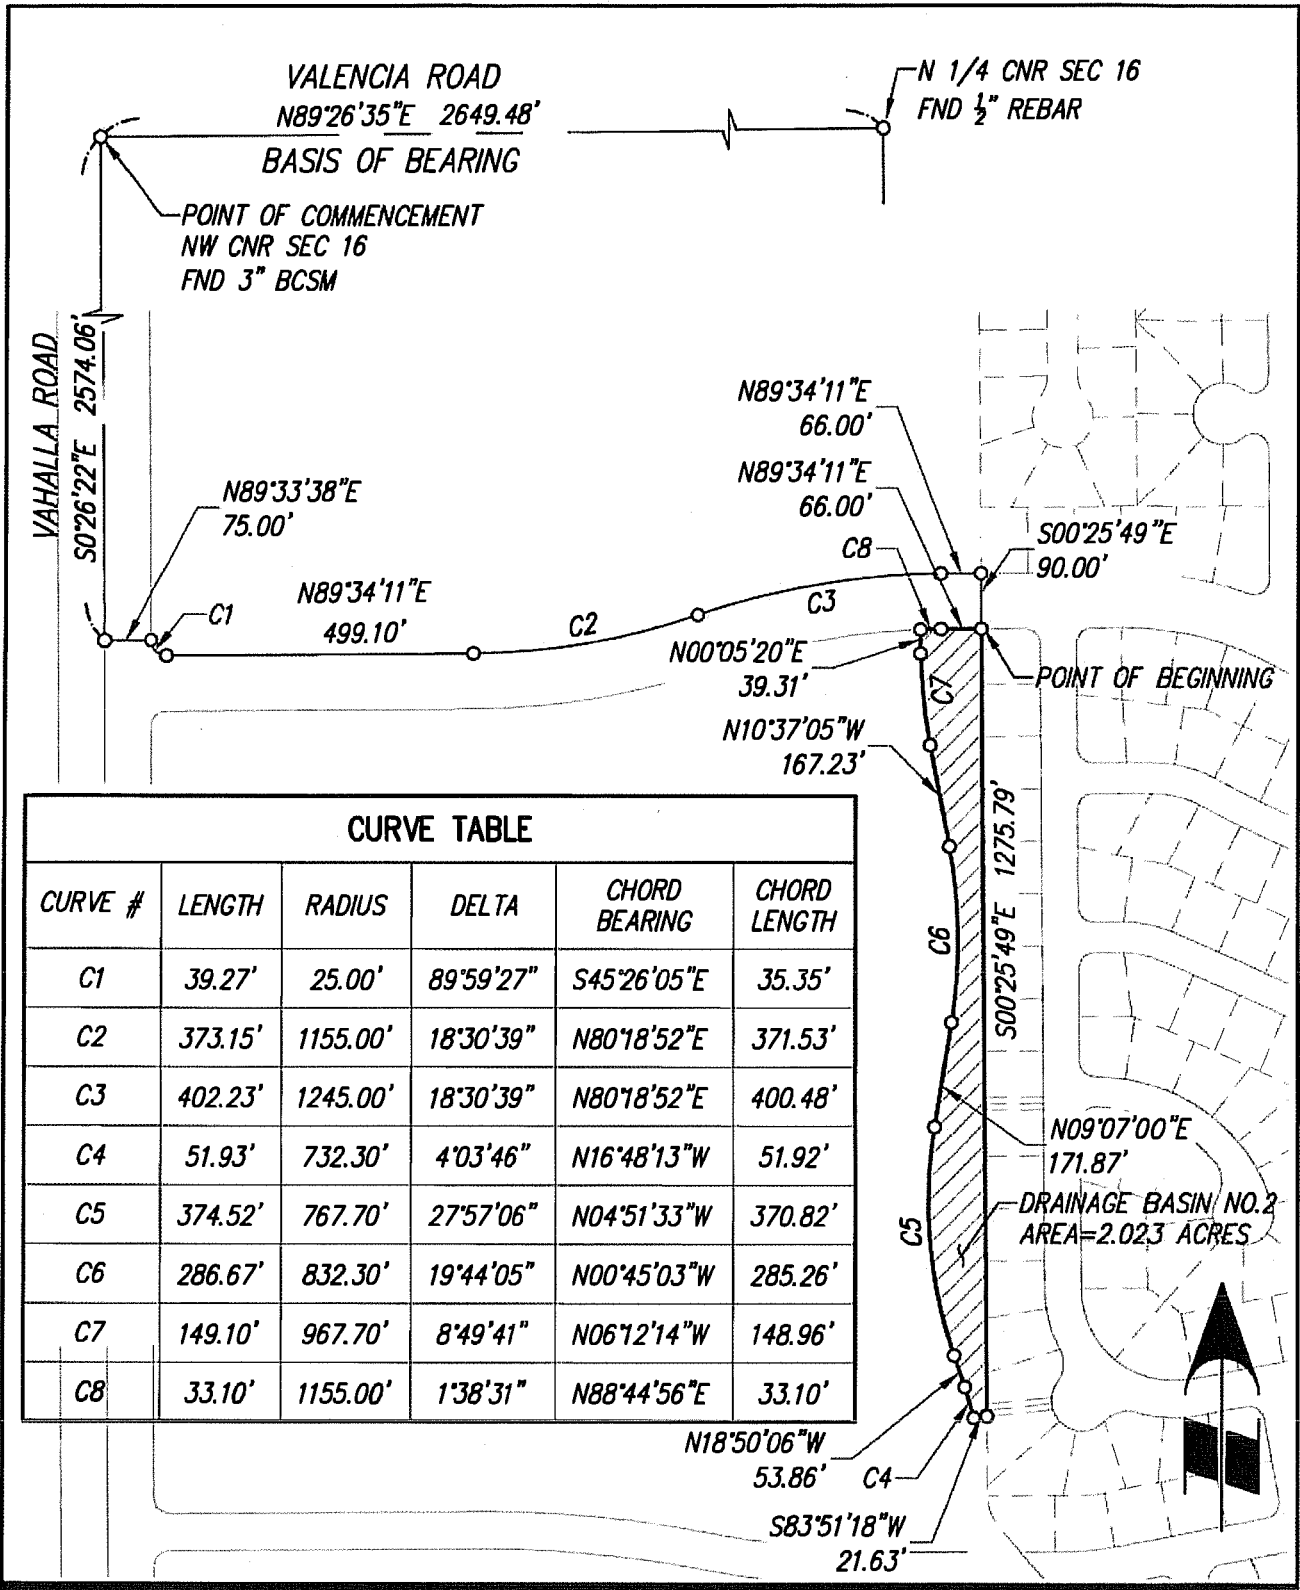 VALENCIA ROAD
N89°26'35"E 2649.48'
BASIS OF BEARING
N 1/4 CNR SEC 16
FND ½" REBAR
POINT OF COMMENCEMENT
NW CNR SEC 16
FND 3" BCSM
VAHALLA ROAD
S0°26'22"E 2574.06'
N89°33'38"E
75.00'
C1
N89°34'11"E
499.10'
C2
C3
N89°34'11"E
66.00'
N89°34'11"E
66.00'
C8
S00°25'49"E
90.00'
N00°05'20"E
39.31'
C7
POINT OF BEGINNING
N10°37'05"W
167.23'
S00°25'49"E 1275.79'
C6
N09°07'00"E
171.87'
DRAINAGE BASIN NO.2
AREA=2.023 ACRES
C5
N18°50'06"W
53.86'
C4
S83°51'18"W
21.63'
CURVE TABLE
CURVE # LENGTH RADIUS DELTA CHORD BEARING CHORD LENGTH
C1 39.27' 25.00' 89°59'27" S45°26'05"E 35.35'
C2 373.15' 1155.00' 18°30'39" N80°18'52"E 371.53'
C3 402.23' 1245.00' 18°30'39" N80°18'52"E 400.48'
C4 51.93' 732.30' 4°03'46" N16°48'13"W 51.92'
C5 374.52' 767.70' 27°57'06" N04°51'33"W 370.82'
C6 286.67' 832.30' 19°44'05" N00°45'03"W 285.26'
C7 149.10' 967.70' 8°49'41" N06°12'14"W 148.96'
C8 33.10' 1155.00' 1°38'31" N88°44'56"E 33.10'